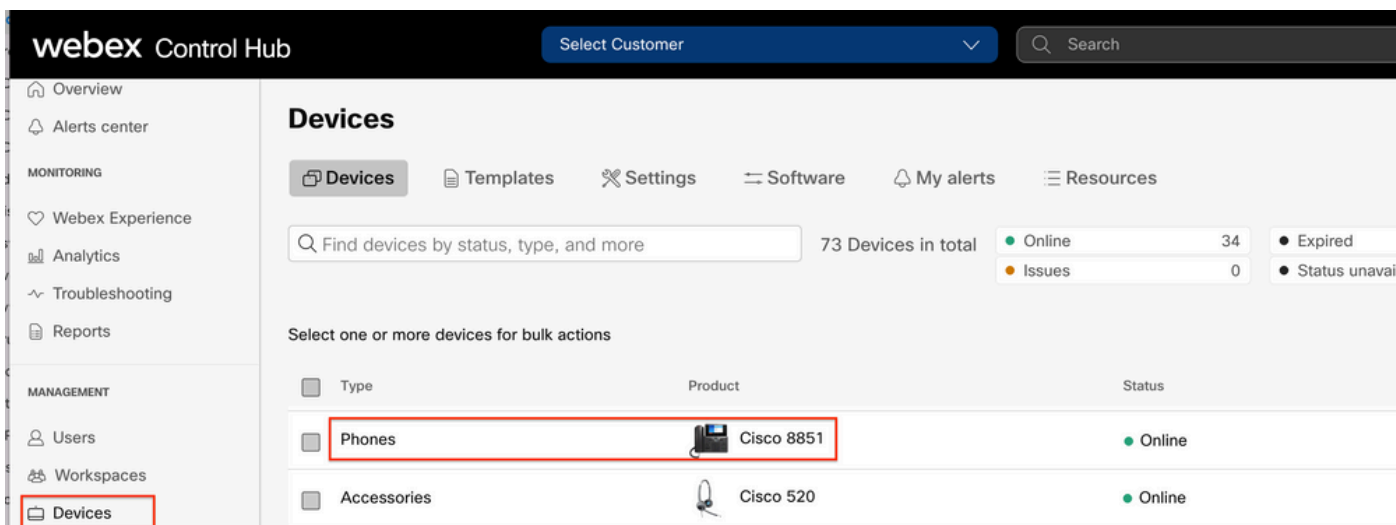 webex Control Hub
Select Customer
Search
Overview
Alerts center
MONITORING
Webex Experience
Analytics
Troubleshooting
Reports
MANAGEMENT
Users
Workspaces
Devices
Devices
Devices Templates Settings Software My alerts Resources
Find devices by status, type, and more
73 Devices in total
Online 34
Expired
Issues 0
Status unavai
Select one or more devices for bulk actions
Type Product Status
Phones Cisco 8851 Online
Accessories Cisco 520 Online